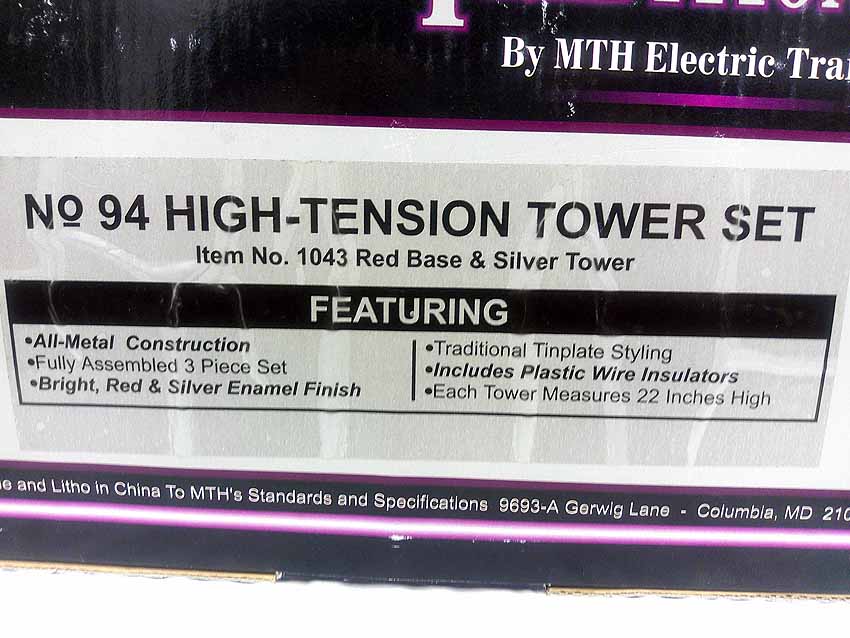 By MTH Electric
Nº 94 HIGH-TENSION TOWER SET
Item No. 1043 Red Base & Silver Tower
FEATURING
•All-Metal Construction
•Fully Assembled 3 Piece Set
•Bright, Red & Silver Enamel Finish
•Traditional Tinplate Styling
•Includes Plastic Wire Insulators
•Each Tower Measures 22 Inches High
and Litho in China To MTH's Standards and Specifications 9693-A Gerwig Lane - Columbia, MD